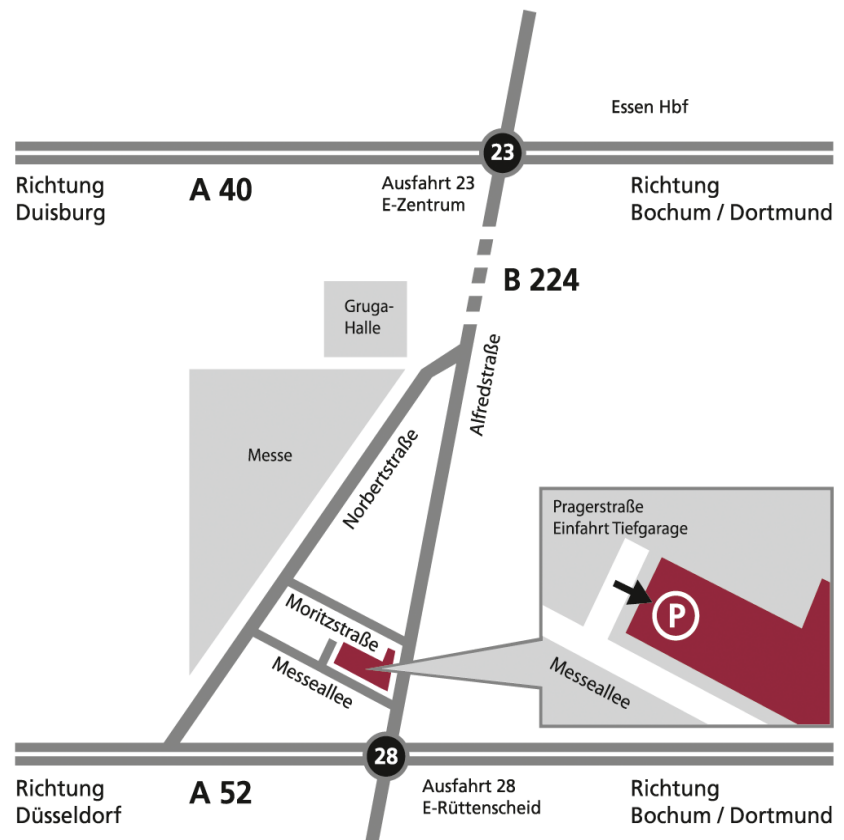 Essen Hbf
23
Richtung
Duisburg
A 40
Ausfahrt 23
E-Zentrum
Richtung
Bochum / Dortmund
B 224
Gruga-
Halle
Alfredstraße
Messe
Norbertstraße
Pragerstraße
Einfahrt Tiefgarage
P
Messeallee
Moritzstraße
Messeallee
28
Richtung
Düsseldorf
A 52
Ausfahrt 28
E-Rüttenscheid
Richtung
Bochum / Dortmund